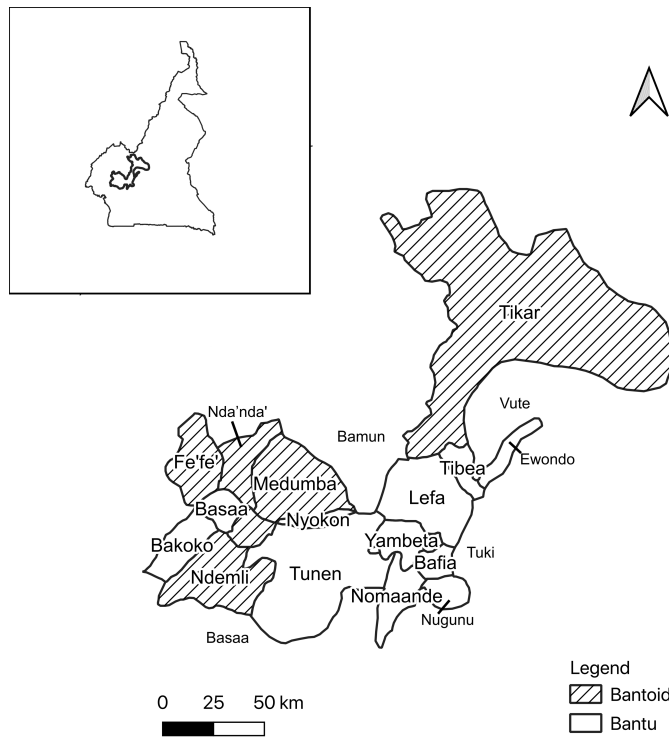 Tikar
Vute
Nda'nda'
Bamun
Fe'fe'
Ewondo
Tibea
Medumba
Lefa
Basaa
Nyokon
Yambeta
Bakoko
Tuki
Bafia
Ndemli
Tunen
Nomaande
Nugunu
Basaa
Legend
0 25 50 km
Bantoid
Bantu